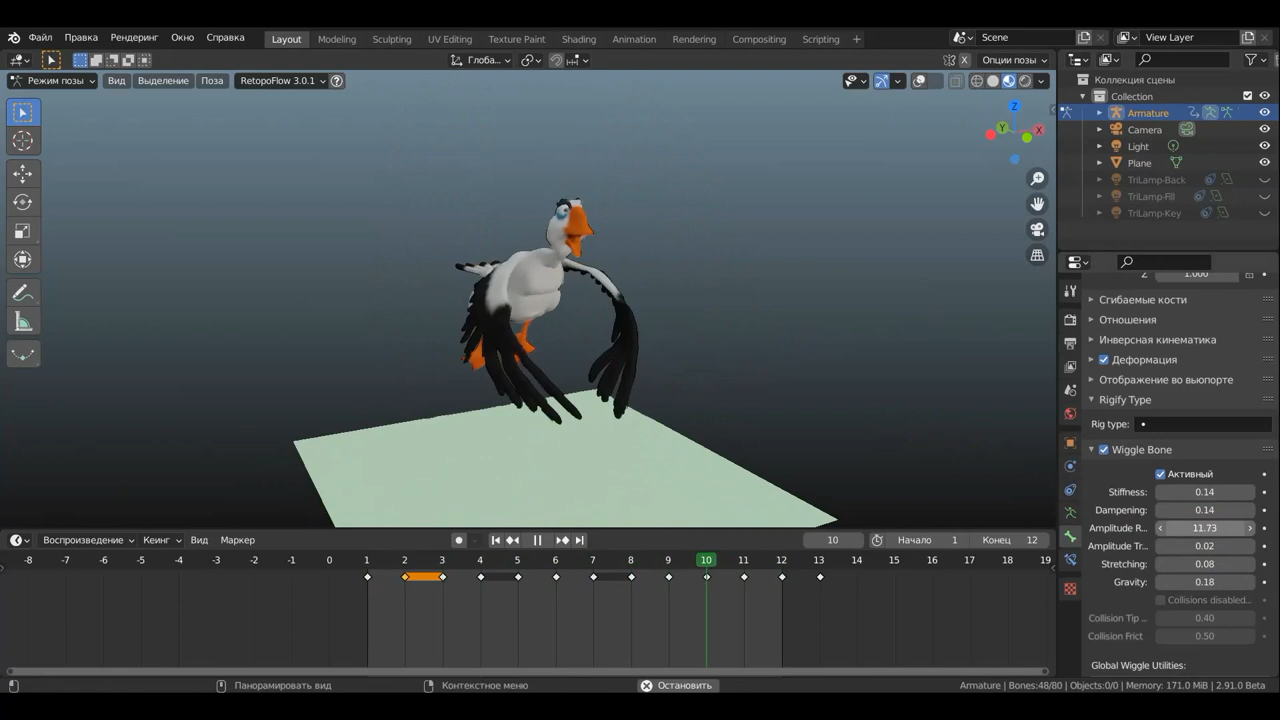 Файл Правка Рендеринг Окно Справка Layout Modeling Sculpting UV Editing Texture Paint Shading Animation Rendering Compositing Scripting + Scene View Layer
Глоба... Опции позы
Режим позы Вид Выделение Поза RetopoFlow 3.0.1
Коллекция сцены
Collection
Armature
Camera
Light
Plane
TriLamp-Back
TriLamp-Fill
TriLamp-Key
Z 1.000
Сгибаемые кости
Отношения
Инверсная кинематика
Деформация
Отображение во вьюпорте
Rigify Type
Rig type:
Wiggle Bone
Активный
Stiffness: 0.14
Dampening: 0.14
Amplitude R... 11.73
Amplitude Tr... 0.02
Stretching: 0.08
Gravity: 0.18
Collisions disabled...
Collision Tip ... 0.40
Collision Frict 0.50
Global Wiggle Utilities:
Воспроизведение Кеинг Вид Маркер 10 Начало 1 Конец 12
-8 -7 -6 -5 -4 -3 -2 -1 0 1 2 3 4 5 6 7 8 9 10 11 12 13 14 15 16 17 18 19
Панорамировать вид Контекстное меню Остановить Armature | Bones:48/80 | Objects:0/0 | Memory: 171.0 MiB | 2.91.0 Beta